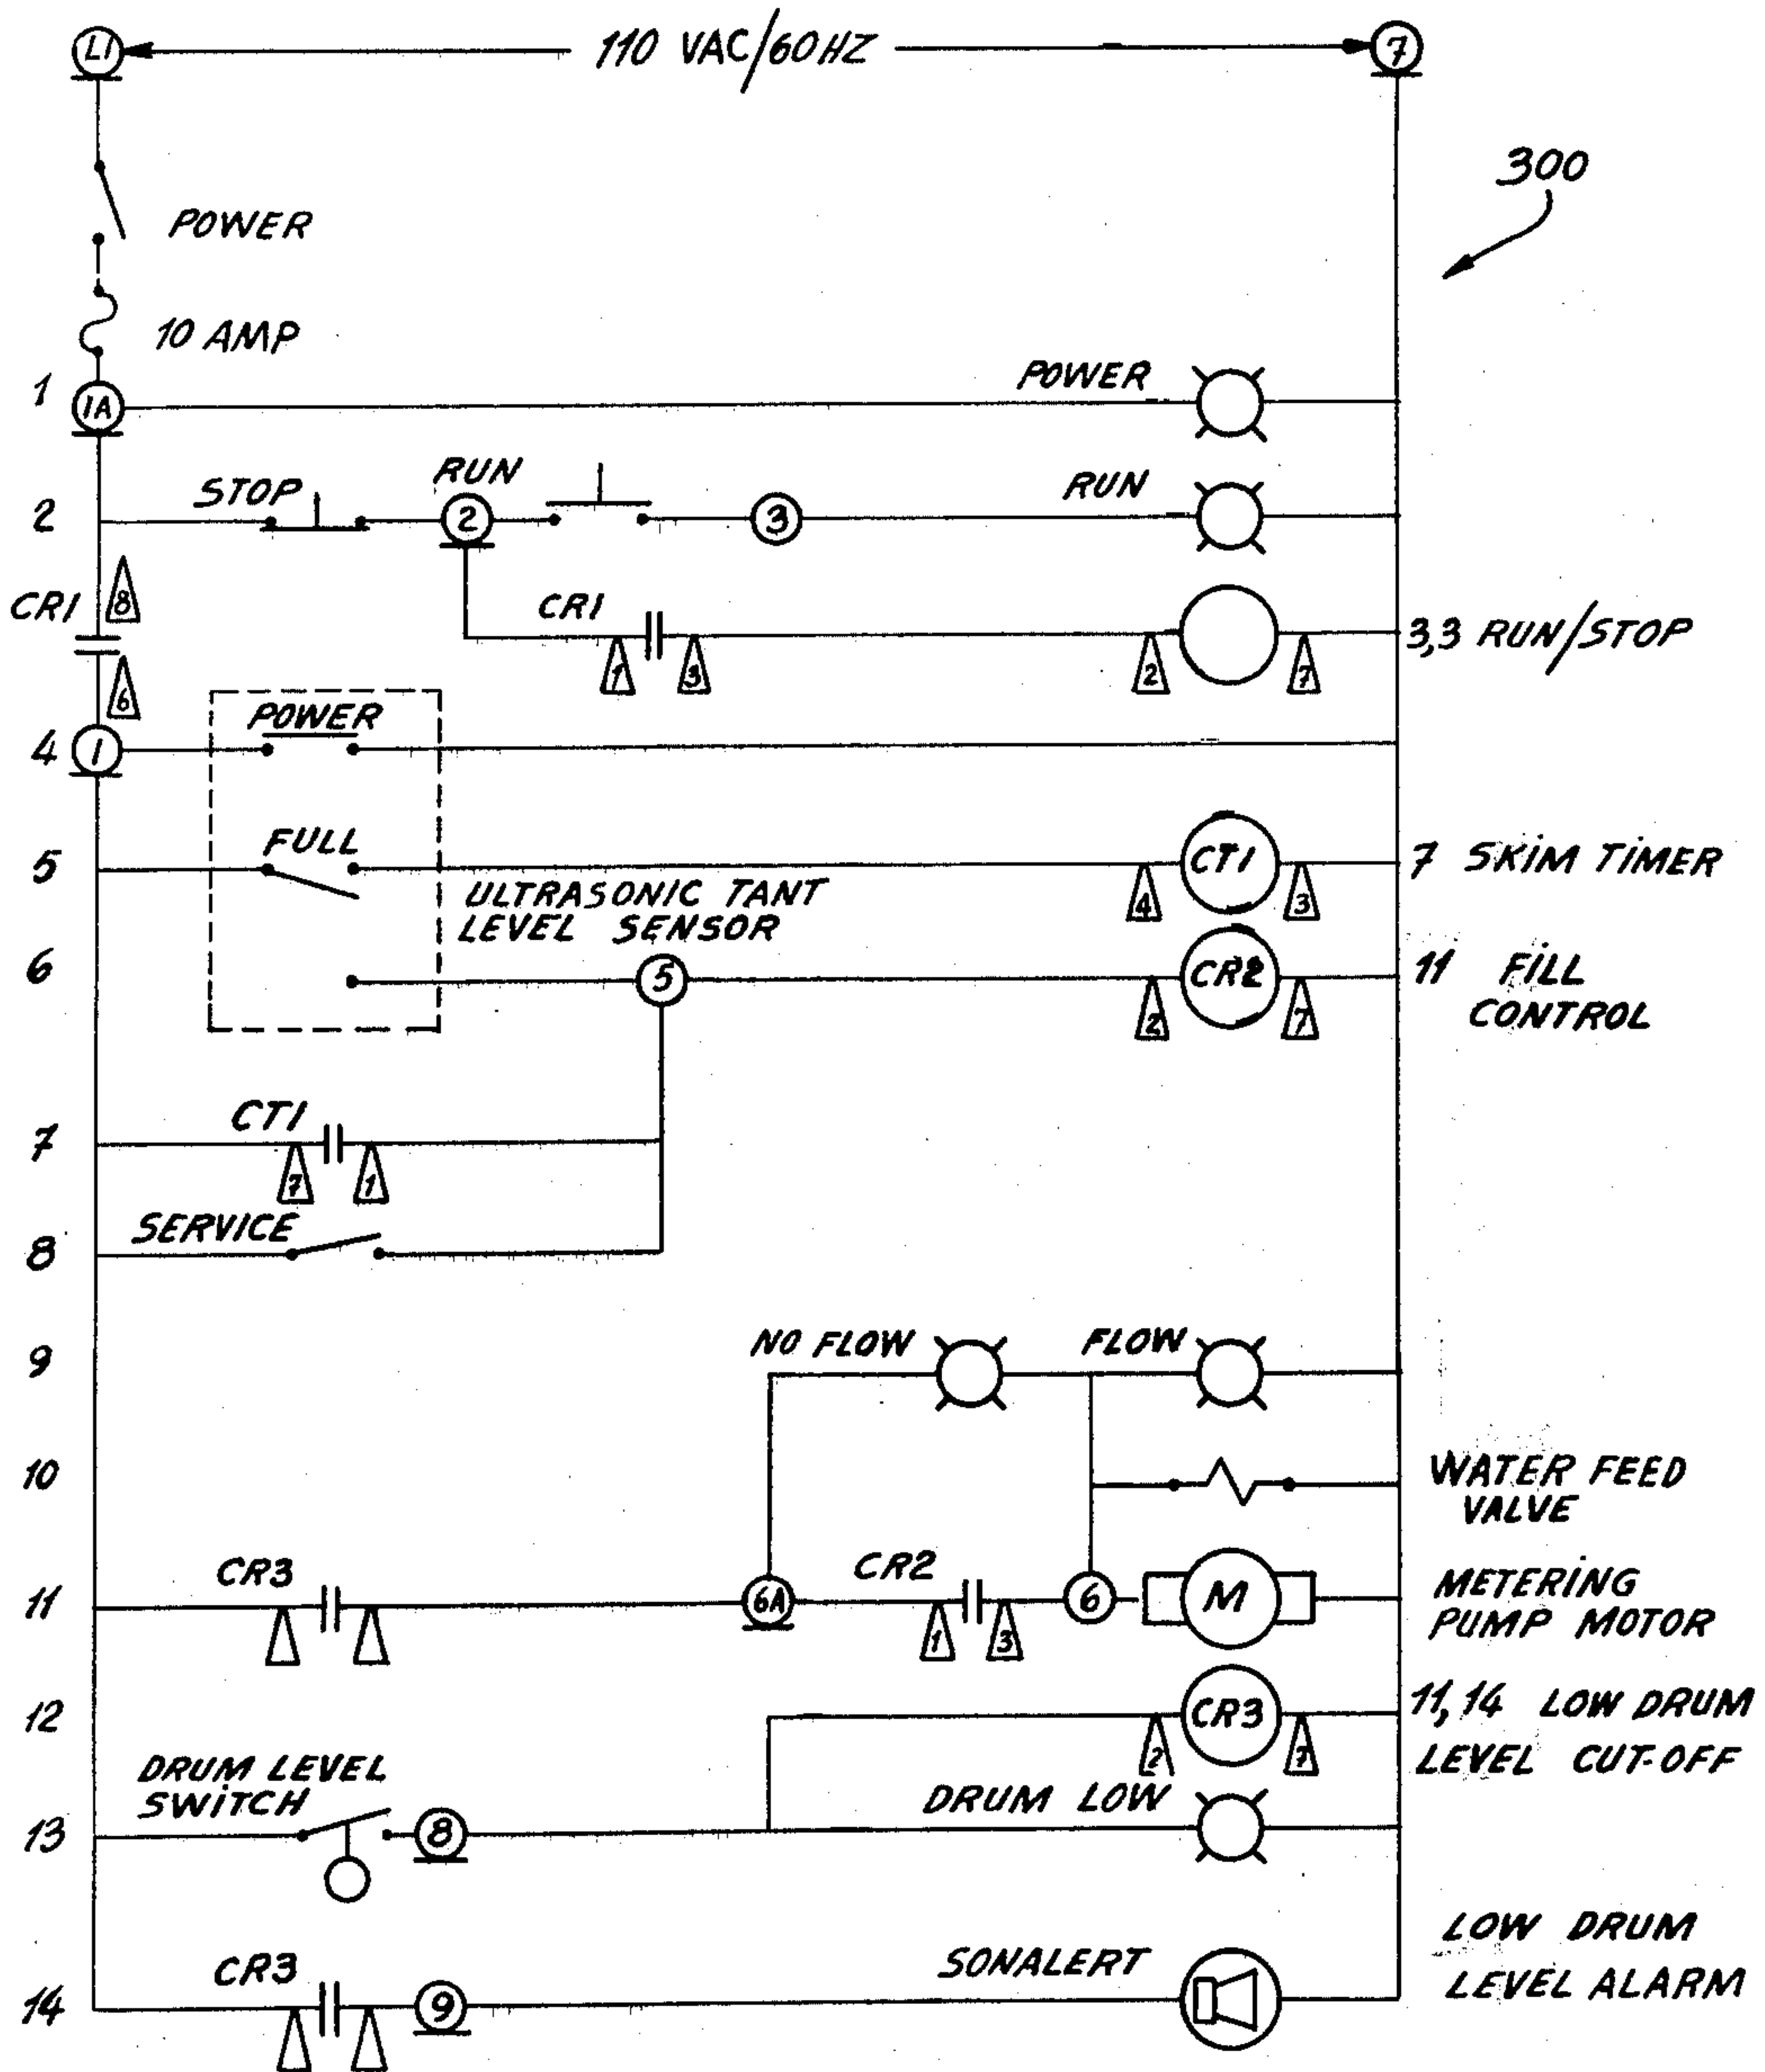 L1 110 VAC/60HZ 7
300
POWER
10 AMP
1 1A POWER
2 STOP RUN 2 3 RUN
CR1 8 CR1 1 3 2 7 3,3 RUN/STOP
6
4 1 POWER
5 FULL CT1 4 3 7 SKIM TIMER
ULTRASONIC TANT
LEVEL SENSOR
6 5 CR2 2 7 11 FILL
CONTROL
7 CT1 7 1
8 SERVICE
9 NO FLOW FLOW
10 WATER FEED
VALVE
11 CR3 6A CR2 1 3 6 M METERING
PUMP MOTOR
12 2 CR3 7 11,14 LOW DRUM
LEVEL CUT-OFF
DRUM LEVEL
SWITCH
13 8 DRUM LOW
14 CR3 9 SONALERT LOW DRUM
LEVEL ALARM